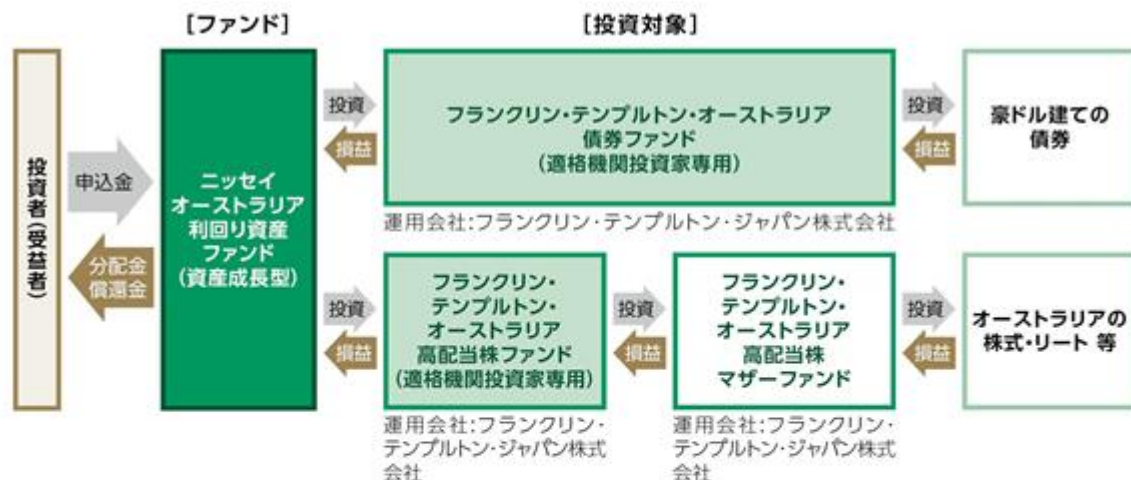 [ファンド]
[投資対象]
投資者(受益者)
申込金
分配金
償還金
ニッセイ
オーストラリア
利回り資産
ファンド
(資産成長型)
投資
損益
フランクリン・テンプルトン・オーストラリア
債券ファンド
(適格機関投資家専用)
運用会社:フランクリン・テンプルトン・ジャパン株式会社
投資
損益
豪ドル建ての
債券
投資
損益
フランクリン・
テンプルトン・
オーストラリア
高配当株ファンド
(適格機関投資家専用)
運用会社:フランクリン・
テンプルトン・ジャパン株式
会社
投資
損益
フランクリン・
テンプルトン・
オーストラリア
高配当株
マザーファンド
運用会社:フランクリン・
テンプルトン・ジャパン株式
会社
投資
損益
オーストラリアの
株式・リート 等